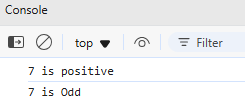 Console
top
Filter
7 is positive
7 is Odd